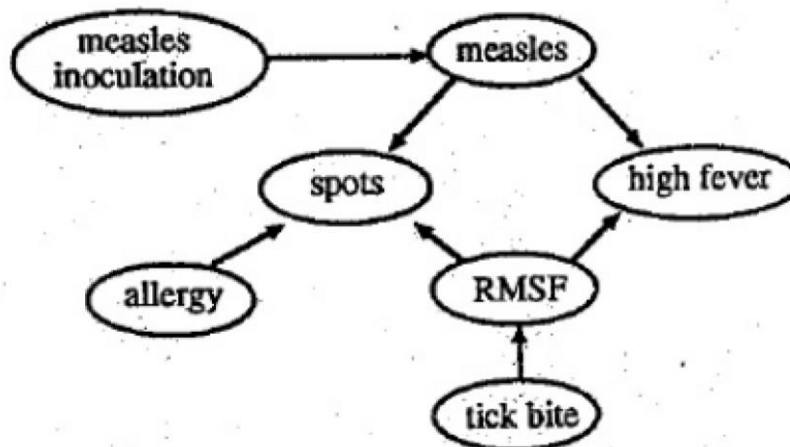 measles
inoculation
measles
spots
high fever
allergy
RMSF
tick bite